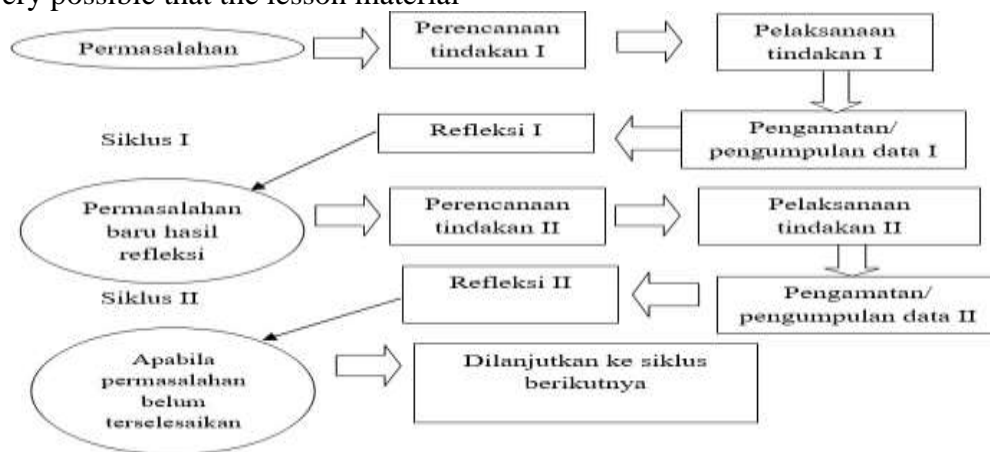 ery possible that the lesson material
Permasalahan
Perencanaan
tindakan I
Pelaksanaan
tindakan I
Siklus I
Refleksi I
Pengamatan/
pengumpulan data I
Permasalahan
baru hasil
refleksi
Perencanaan
tindakan II
Pelaksanaan
tindakan II
Siklus II
Refleksi II
Pengamatan/
pengumpulan data II
Apabila
permasalahan
belum
terselesaikan
Dilanjutkan ke siklus
berikutnya